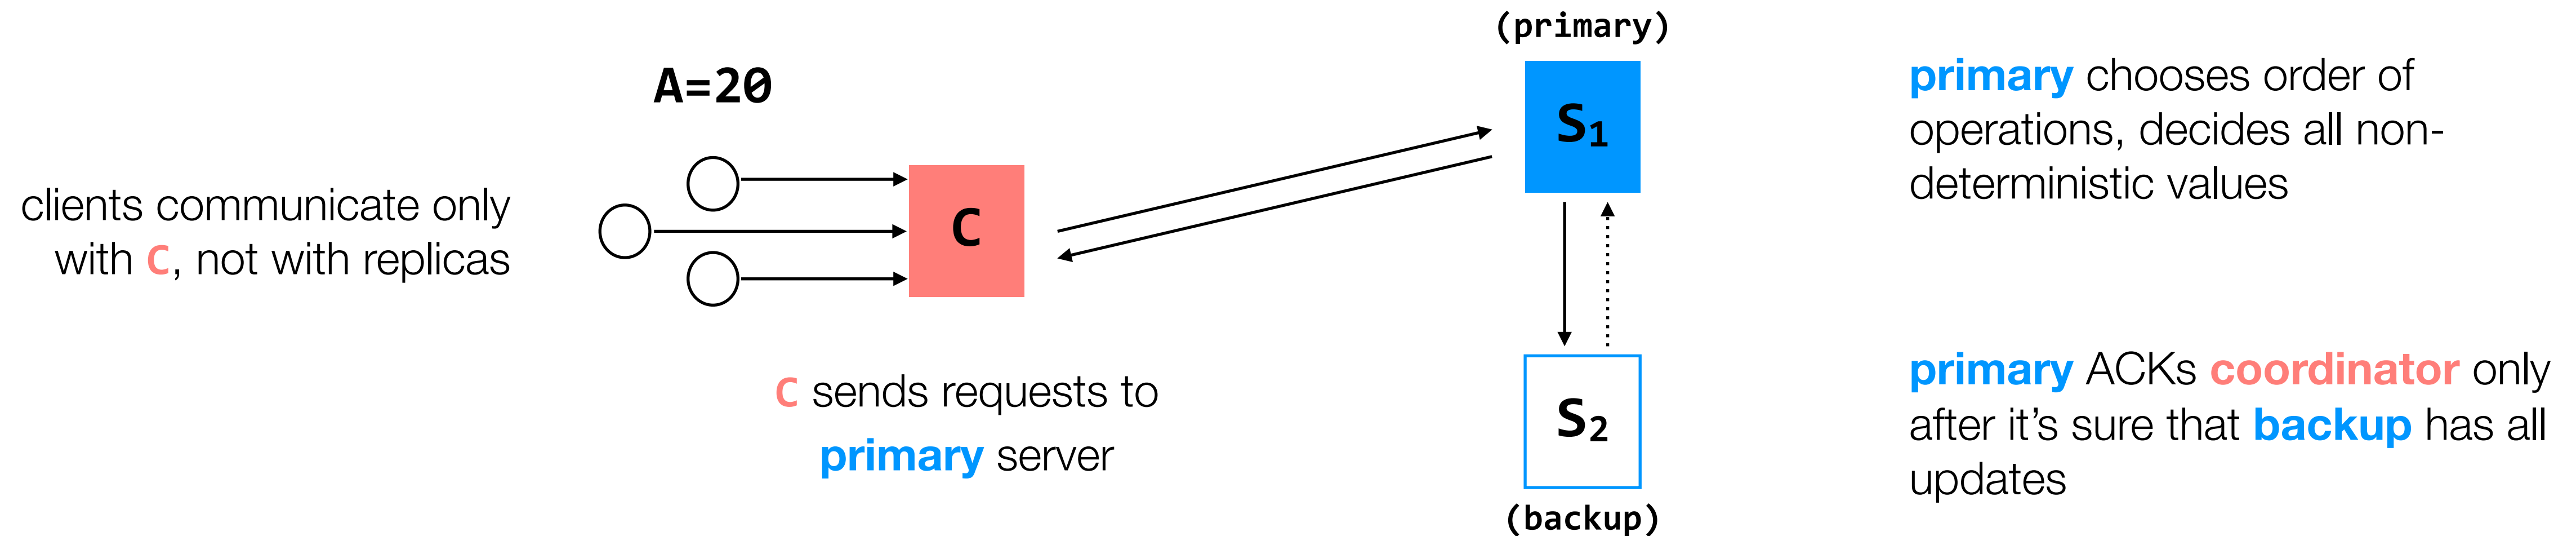 (primary)
A=20
S₁
primary chooses order of
operations, decides all non-
deterministic values
clients communicate only
with C, not with replicas
C
C sends requests to
primary server
S₂
(backup)
primary ACKs coordinator only
after it’s sure that backup has all
updates